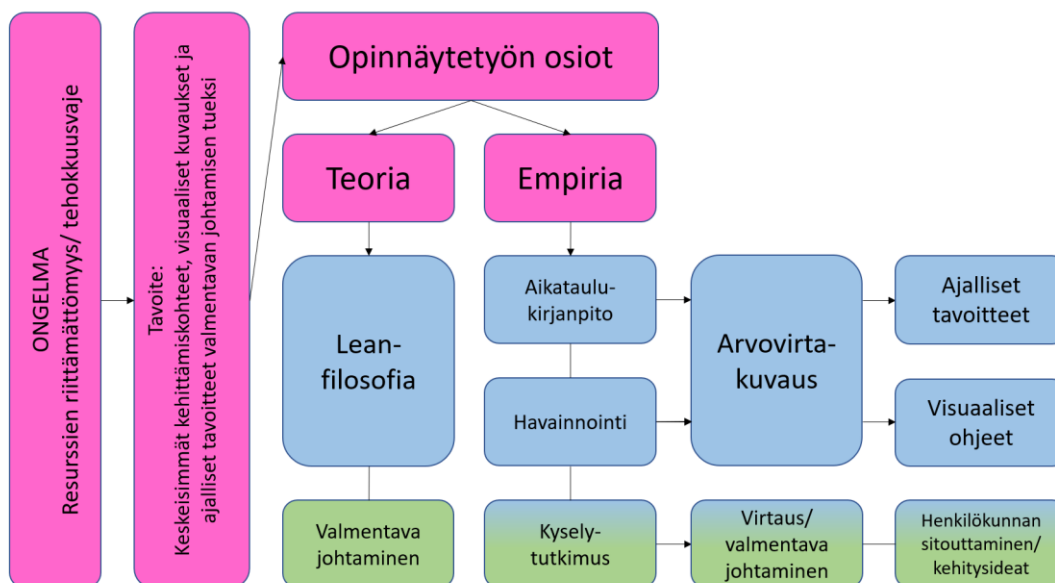 ONGELMA
Resurssien riittämättömyys/ tehokkuusvaje
Tavoite:
Keskeisimmät kehittämiskohteet, visuaaliset kuvaukset ja
ajalliset tavoitteet valmentavan johtamisen tueksi
Opinnäytetyön osiot
Teoria
Empiria
Lean-
filosofia
Aikataulu-
kirjanpito
Havainnointi
Arvovirta-
kuvaus
Ajalliset
tavoitteet
Visuaaliset
ohjeet
Valmentava
johtaminen
Kysely-
tutkimus
Virtaus/
valmentava
johtaminen
Henkilökunnan
sitouttaminen/
kehitysideat